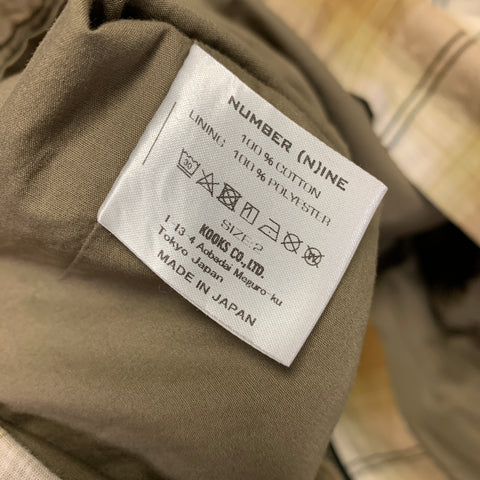 NUMBER (N)INE
100 % COTTON
LINING 100 % POLYESTER
30
SIZE:2
KOOKS CO., LTD.
1-13-4 Aobadai Meguro-ku
Tokyo Japan
MADE IN JAPAN